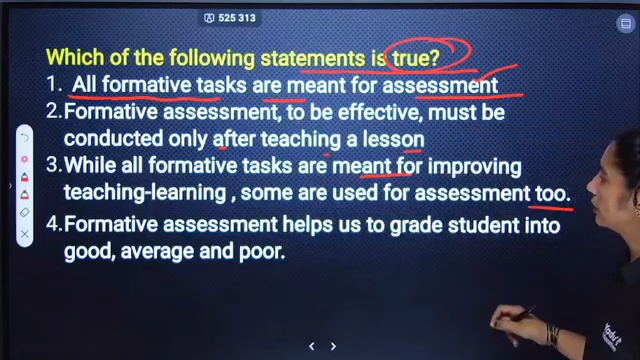 525 313
Which of the following statements is true?
1. All formative tasks are meant for assessment
2.Formative assessment, to be effective, must be
conducted only after teaching a lesson
3.While all formative tasks are meant for improving
teaching-learning , some are used for assessment too.
4.Formative assessment helps us to grade student into
good, average and poor.